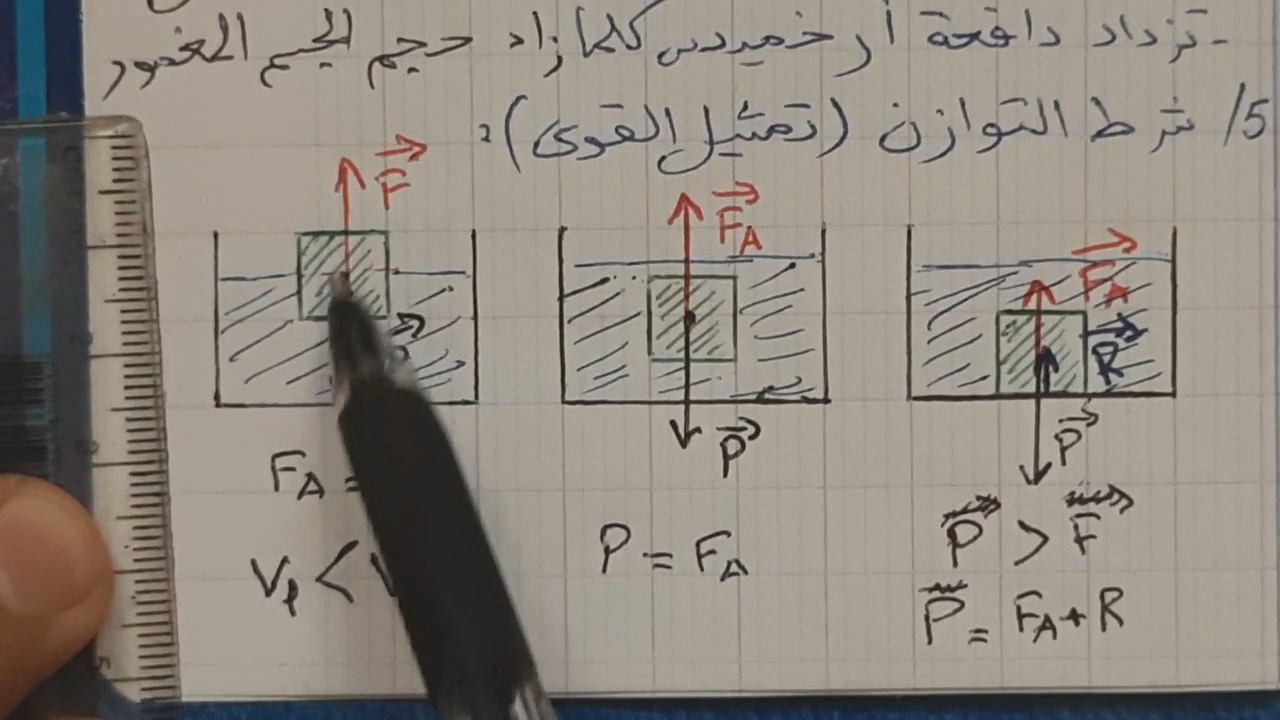 - تزداد دافعة أرخميدس كلما زاد حجم الجسم المغمور
5/ شرط التوازن (تمثيل القوى):
F
F_A
F_A
R
P
P
F_A =
P = F_A
P > F
V_f < V
P = F_A + R
5